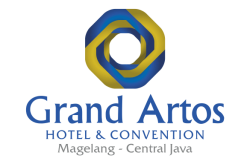 Grand Artos
HOTEL & CONVENTION
Magelang - Central Java